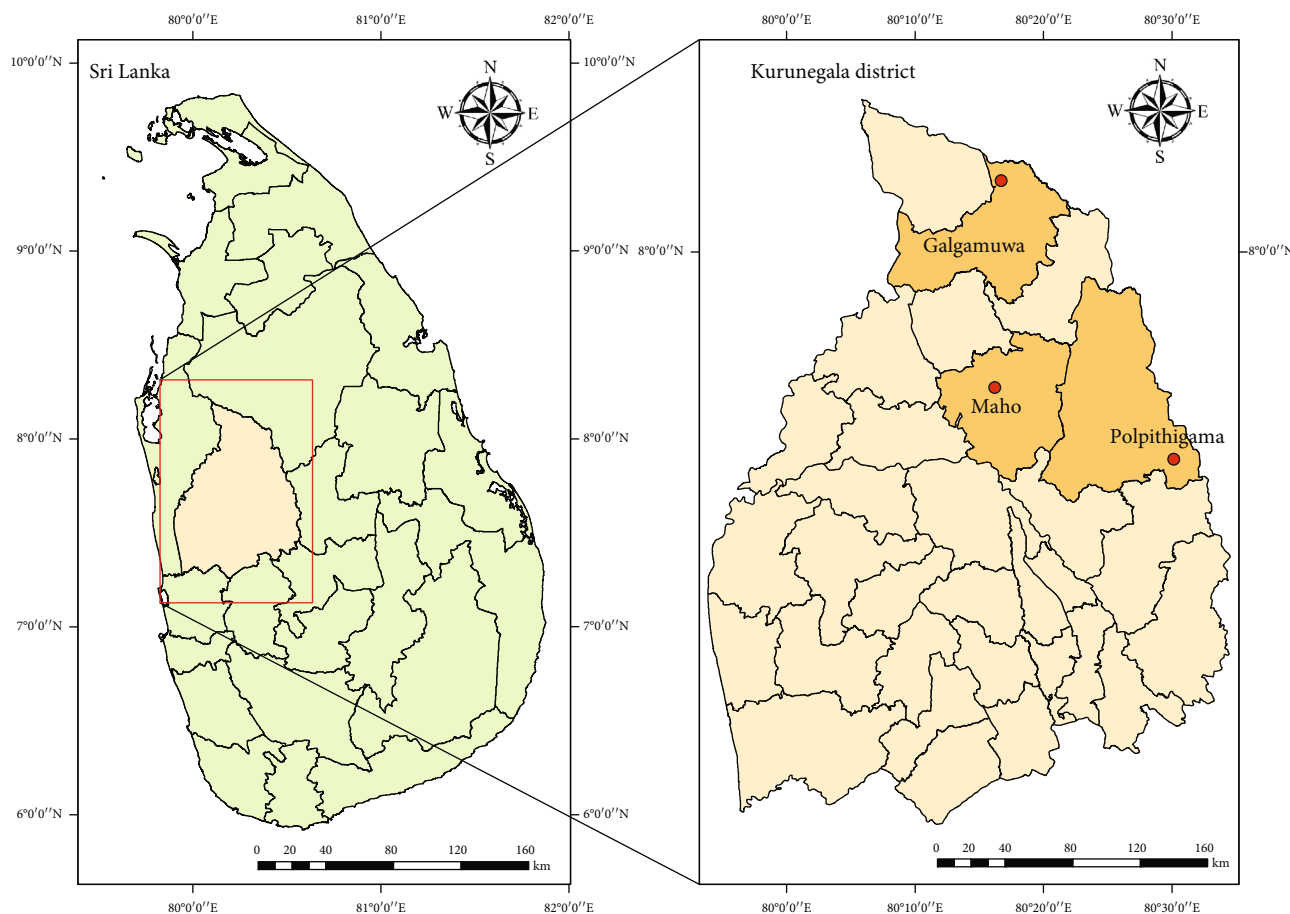 80°0'0''E 81°0'0''E 82°0'0''E
80°0'0''E 80°10'0''E 80°20'0''E 80°30'0''E
10°0'0''N 10°0'0''N
Sri Lanka
Kurunegala district
N
W E
S
N
W E
S
9°0'0''N 9°0'0''N
8°0'0''N 8°0'0''N
Galgamuwa
Maho
Polpithigama
8°0'0''N 8°0'0''N
7°0'0''N 7°0'0''N
6°0'0''N 6°0'0''N
0 20 40 80 120 160
km
0 20 40 80 120 160
km
80°0'0''E 81°0'0''E 82°0'0''E
80°0'0''E 80°10'0''E 80°20'0''E 80°30'0''E